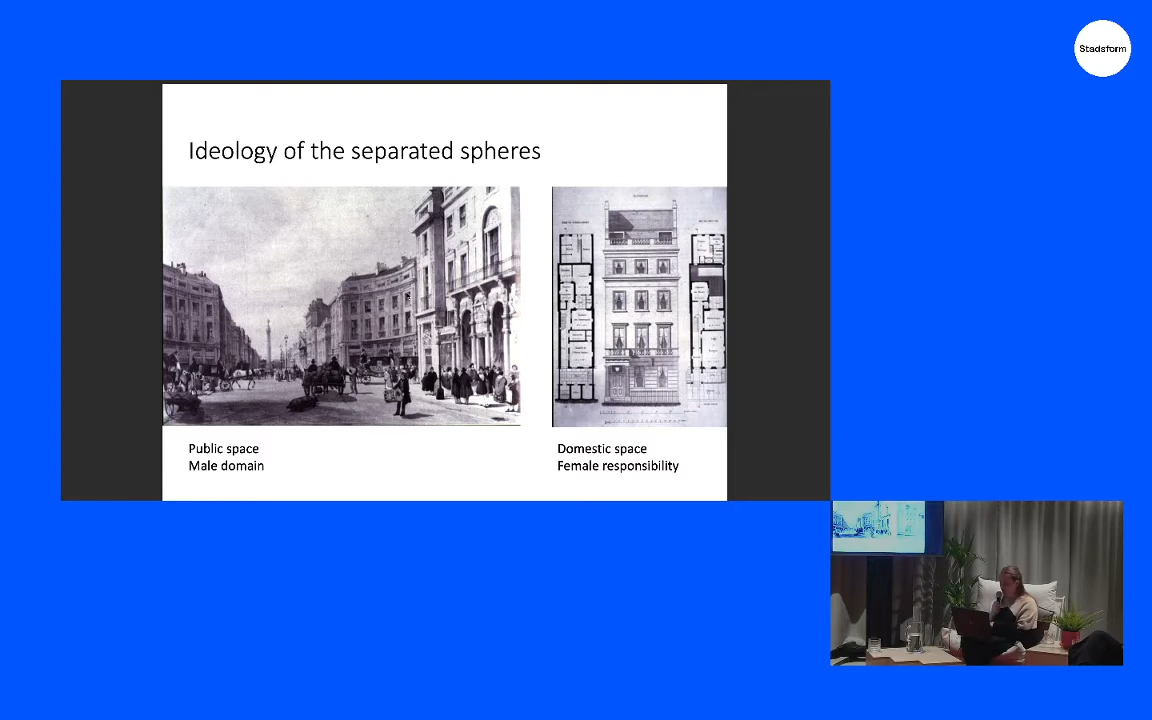 Stadsform
Ideology of the separated spheres
Public space
Male domain
Domestic space
Female responsibility